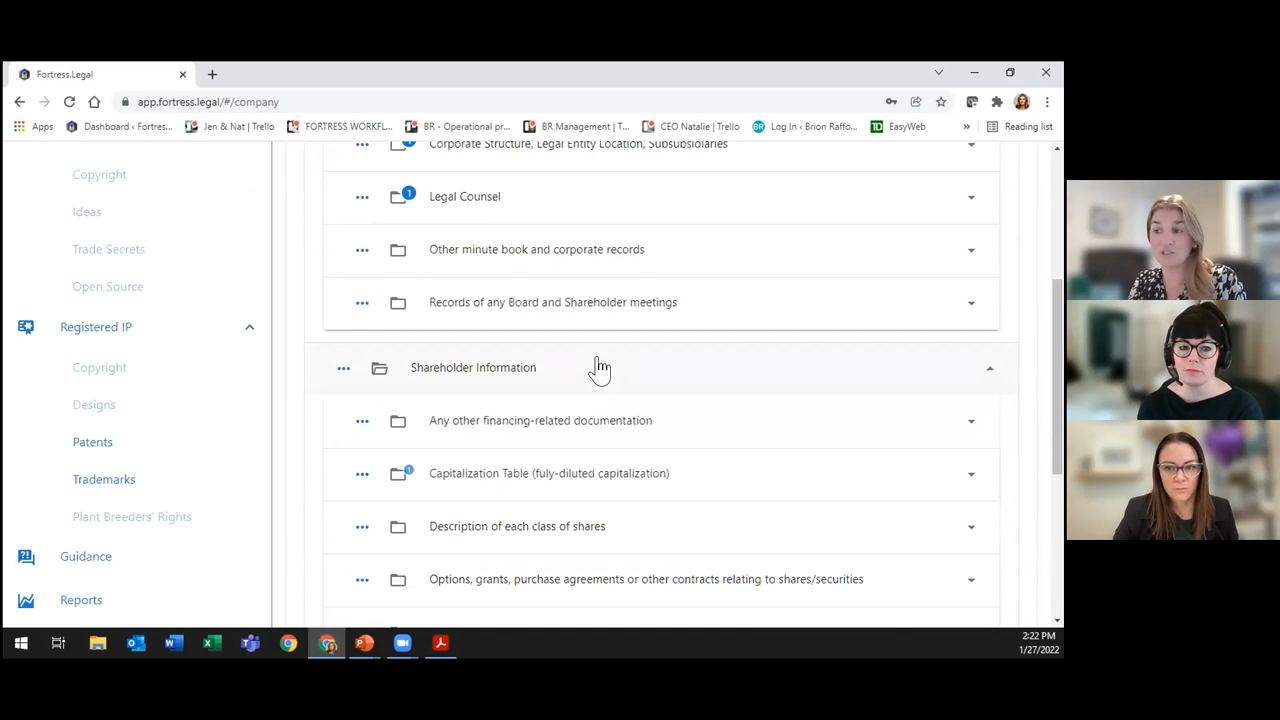 Fortress.Legal
app.fortress.legal/#/company
Apps
Dashboard ‹ Fortres...
Jen & Nat | Trello
FORTRESS WORKFL...
BR - Operational pr...
BR Management | T...
CEO Natalie | Trello
BR
Log In ‹ Brion Raffo...
EasyWeb
»
Reading list
Copyright
Ideas
Trade Secrets
Open Source
Registered IP
Copyright
Designs
Patents
Trademarks
Plant Breeders' Rights
Guidance
Reports
Corporate Structure, Legal Entity Location, Subsubsidiaries
1
Legal Counsel
Other minute book and corporate records
Records of any Board and Shareholder meetings
Shareholder Information
Any other financing-related documentation
1
Capitalization Table (fuly-diluted capitalization)
Description of each class of shares
Options, grants, purchase agreements or other contracts relating to shares/securities
2:22 PM
1/27/2022